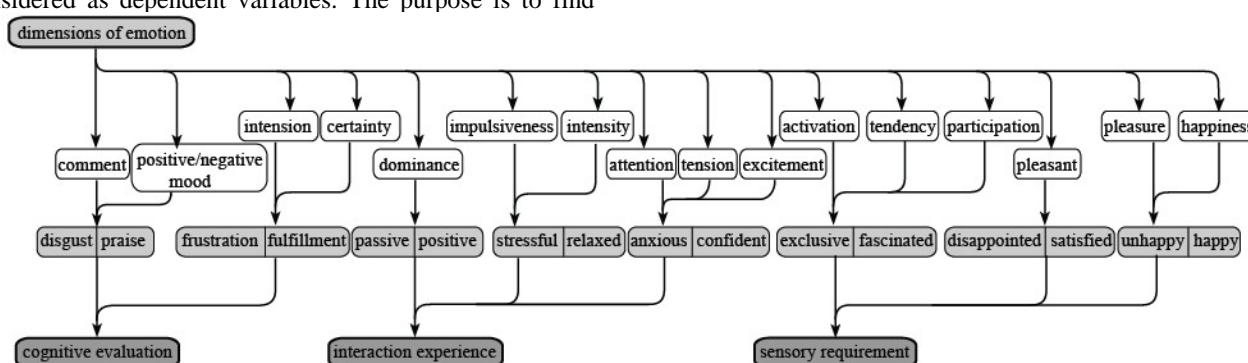 sidered as dependent variables. The purpose is to find
dimensions of emotion
intension certainty impulsiveness intensity activation tendency participation pleasure happiness
comment positive/negative mood dominance attention tension excitement pleasant
disgust praise frustration fulfillment passive positive stressful relaxed anxious confident exclusive fascinated disappointed satisfied unhappy happy
cognitive evaluation interaction experience sensory requirement